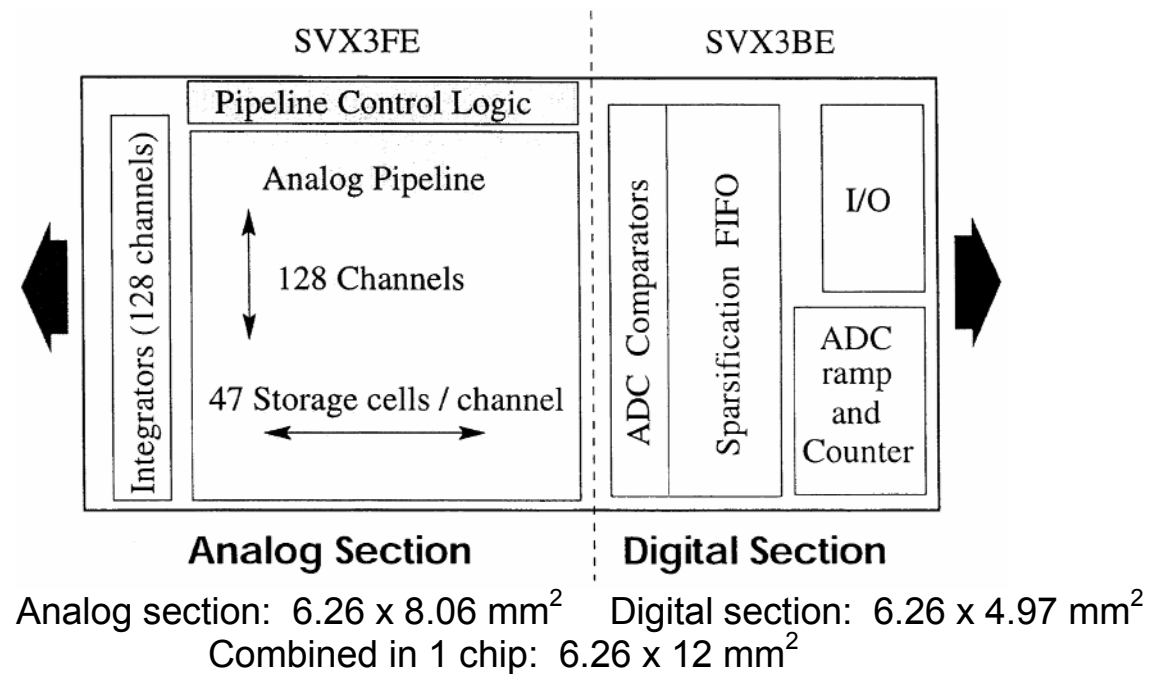 SVX3FE
SVX3BE
Pipeline Control Logic
Integrators (128 channels)
Analog Pipeline
128 Channels
47 Storage cells / channel
ADC Comparators
Sparsification FIFO
I/O
ADC
ramp
and
Counter
Analog Section
Digital Section
Analog section: 6.26 x 8.06 mm² Digital section: 6.26 x 4.97 mm²
Combined in 1 chip: 6.26 x 12 mm²